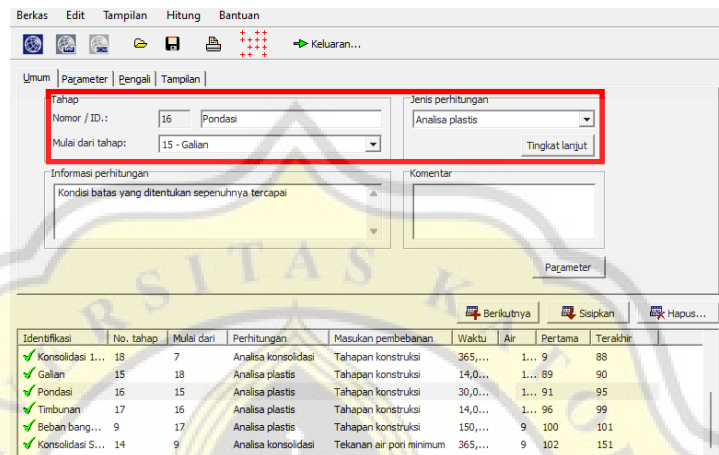 Berkas Edit Tampilan Hitung Bantuan
Keluaran...
Umum Parameter Pengali Tampilan
Tahap
Jenis perhitungan
Nomor / ID.: 16 Pondasi
Analisa plastis
Mulai dari tahap: 15 - Galian
Tingkat lanjut
Informasi perhitungan
Komentar
Kondisi batas yang ditentukan sepenuhnya tercapai
Parameter
Berikutnya Sisipkan Hapus...
Identifikasi No. tahap Mulai dari Perhitungan Masukan pembebanan Waktu Air Pertama Terakhir
Konsolidasi 1... 18 7 Analisa konsolidasi Tahapan konstruksi 365,... 1... 9 88
Galian 15 18 Analisa plastis Tahapan konstruksi 14,0... 1... 89 90
Pondasi 16 15 Analisa plastis Tahapan konstruksi 30,0... 1... 91 95
Timbunan 17 16 Analisa plastis Tahapan konstruksi 14,0... 1... 96 99
Beban bang... 9 17 Analisa plastis Tahapan konstruksi 150,... 9 100 101
Konsolidasi S... 14 9 Analisa konsolidasi Tekanan air pori minimum 365,... 9 102 151
RSITAS KATO